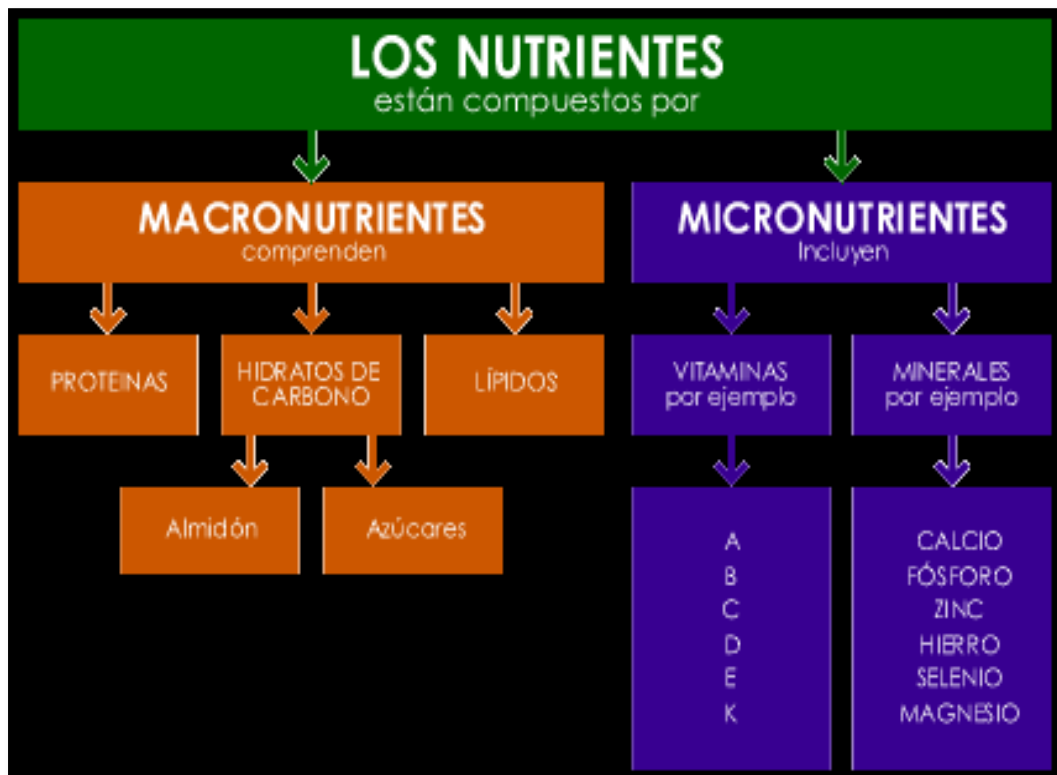 LOS NUTRIENTES
están compuestos por
MACRONUTRIENTES
comprenden
PROTEINAS
HIDRATOS DE
CARBONO
LÍPIDOS
Almidón
Azúcares
MICRONUTRIENTES
Incluyen
VITAMINAS
por ejemplo
A
B
C
D
E
K
MINERALES
por ejemplo
CALCIO
FÓSFORO
ZINC
HIERRO
SELENIO
MAGNESIO